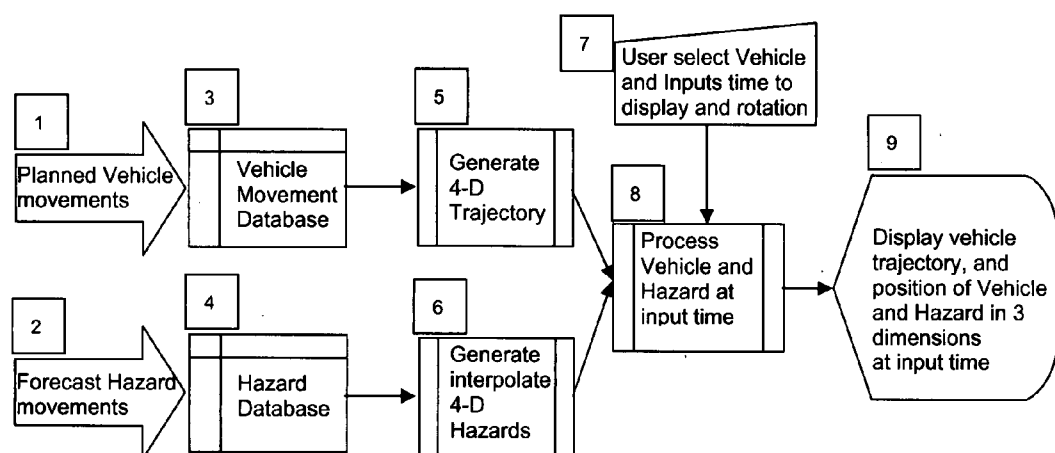 1
Planned Vehicle
movements
2
Forecast Hazard
movements
3
Vehicle
Movement
Database
4
Hazard
Database
5
Generate
4-D
Trajectory
6
Generate
interpolate
4-D
Hazards
7
User select Vehicle
and Inputs time to
display and rotation
8
Process
Vehicle and
Hazard at
input time
9
Display vehicle
trajectory, and
position of Vehicle
and Hazard in 3
dimensions
at input time